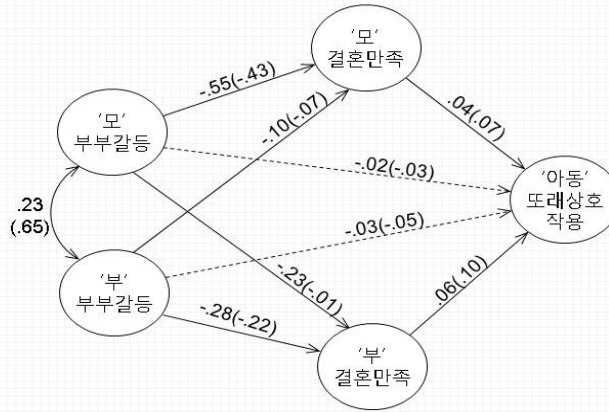 '모'
결혼만족
-.55(-.43)
-.10(-.07)
.04(.07)
'모'
부부갈등
-.02(-.03)
'아동'
또래상호
작용
.23
(.65)
-.03(-.05)
'부'
부부갈등
-.23(-.01)
.06(.10)
-.28(-.22)
'부'
결혼만족